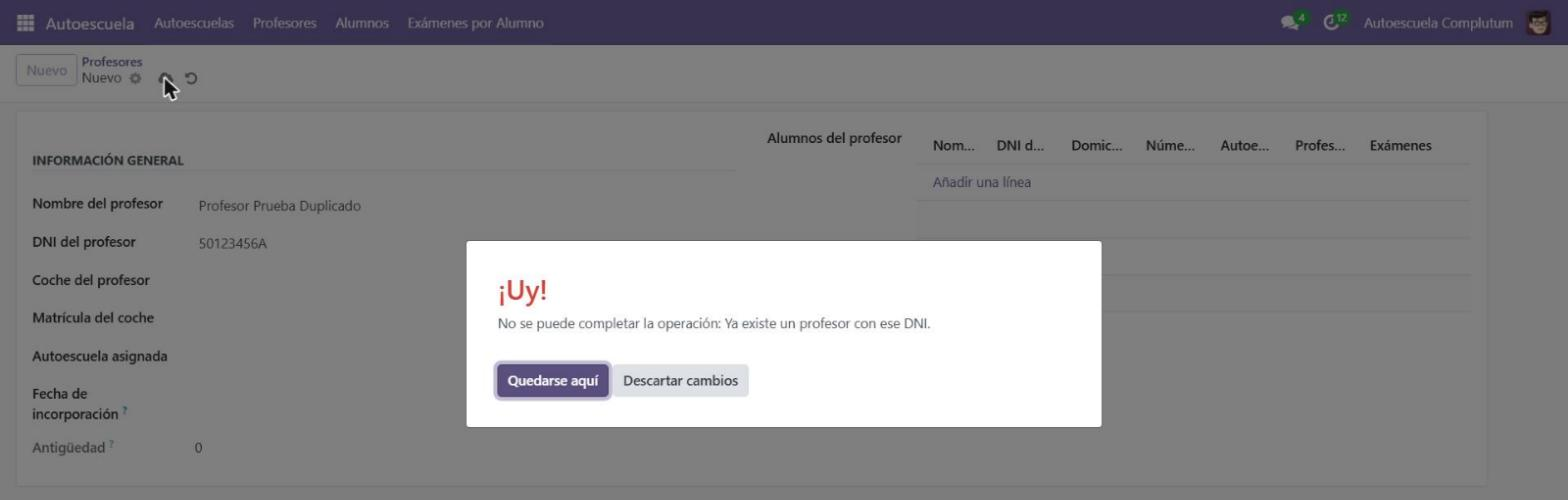 Autoescuela Autoescuelas Profesores Alumnos Exámenes por Alumno 4 12 Autoescuela Complutum
Nuevo Profesores
Nuevo
Alumnos del profesor Nom... DNI d... Domic... Núme... Autoe... Profes... Exámenes
INFORMACIÓN GENERAL
Añadir una línea
Nombre del profesor Profesor Prueba Duplicado
DNI del profesor 50123456A
Coche del profesor
¡Uy!
Matrícula del coche
No se puede completar la operación: Ya existe un profesor con ese DNI.
Autoescuela asignada
Quedarse aquí Descartar cambios
Fecha de
incorporación ?
Antigüedad ? 0